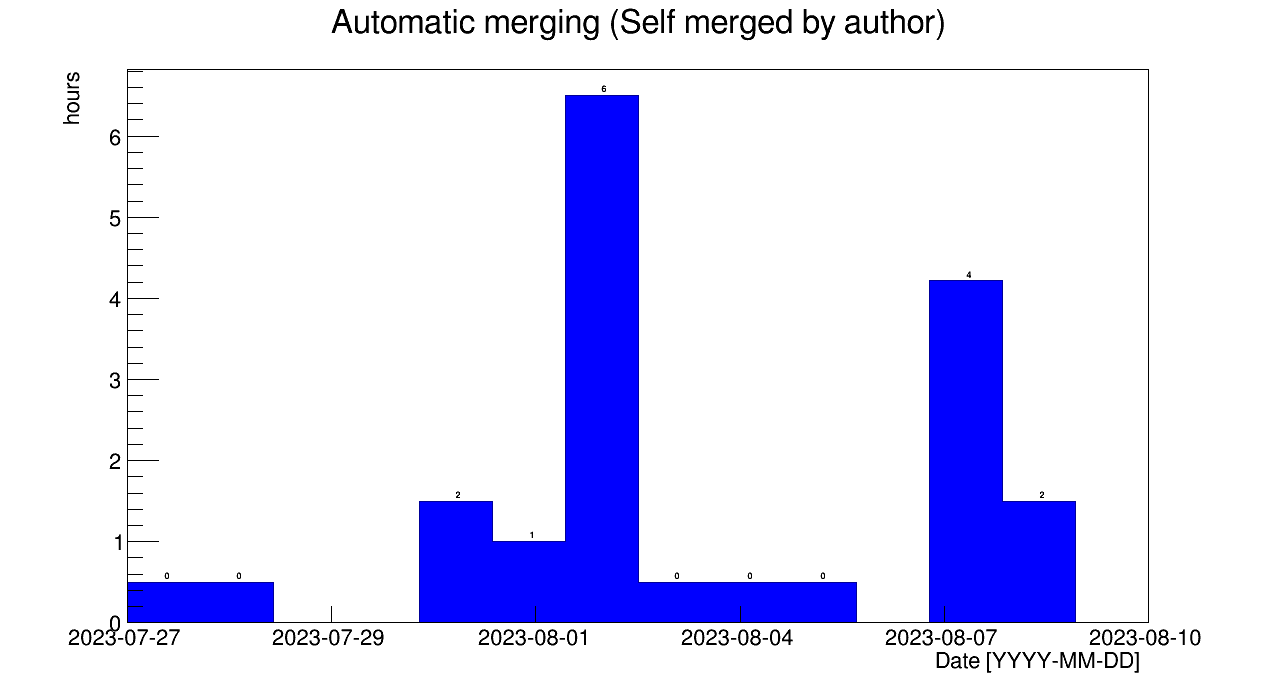 Automatic merging (Self merged by author)
hours
6
5
4
3
2
1
0
0 0 2 1 6 0 0 0 4 2
2023-07-27 2023-07-29 2023-08-01 2023-08-04 2023-08-07 2023-08-10
Date [YYYY-MM-DD]